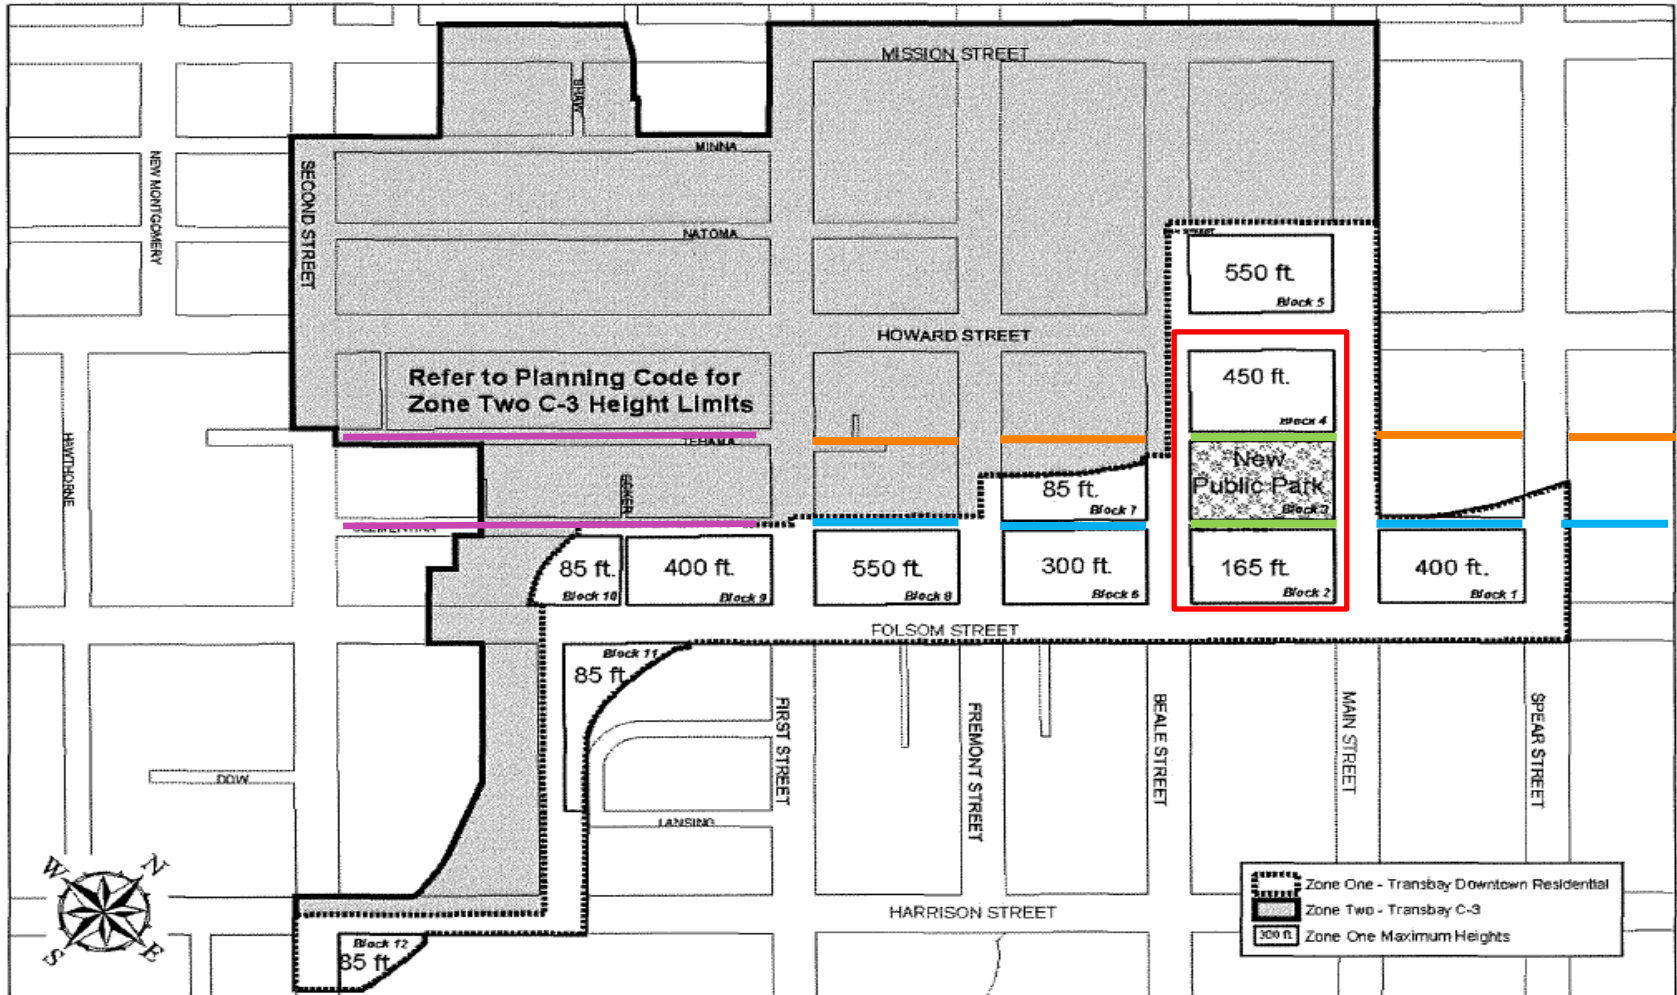 MISSION STREET
SHAW
MINNA
NEW MONTGOMERY
SECOND STREET
NATOMA
550 ft.
Block 5
HOWARD STREET
Refer to Planning Code for
Zone Two C-3 Height Limits
450 ft.
Block 4
TEHAMA
HAWTHORNE
New
Public Park
Block 3
ECKER
85 ft.
Block 7
CLEMENTINA
85 ft.
Block 10
400 ft.
Block 9
550 ft.
Block 8
300 ft.
Block 6
165 ft.
Block 2
400 ft.
Block 1
FOLSOM STREET
Block 11
85 ft.
FIRST STREET
FREMONT STREET
BEALE STREET
MAIN STREET
SPEAR STREET
DOW
LANSING
W
N
S
E
HARRISON STREET
Block 12
85 ft.
Zone One - Transbay Downtown Residential
Zone Two - Transbay C-3
300 ft.
Zone One Maximum Heights